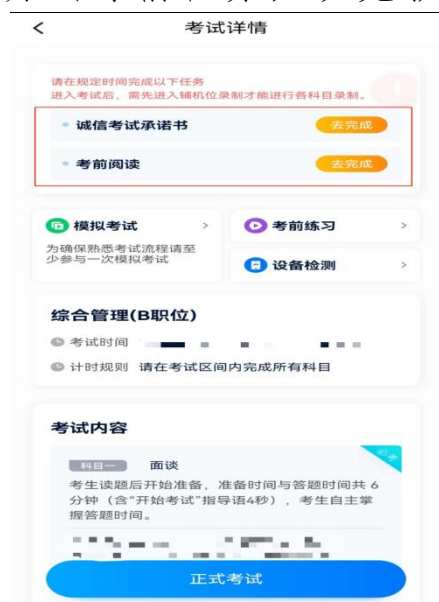 考试详情
请在规定时间完成以下任务
进入考试后，需先进入辅机位录制才能进行各科目录制。
诚信考试承诺书 去完成
考前阅读 去完成
模拟考试 考前练习
为确保熟悉考试流程请至
少参与一次模拟考试
设备检测
综合管理(B职位)
考试时间
计时规则 请在考试区间内完成所有科目
考试内容
科目一 面谈
考生读题后开始准备，准备时间与答题时间共6
分钟（含“开始考试”指导语4秒），考生自主掌
握答题时间。
正式考试